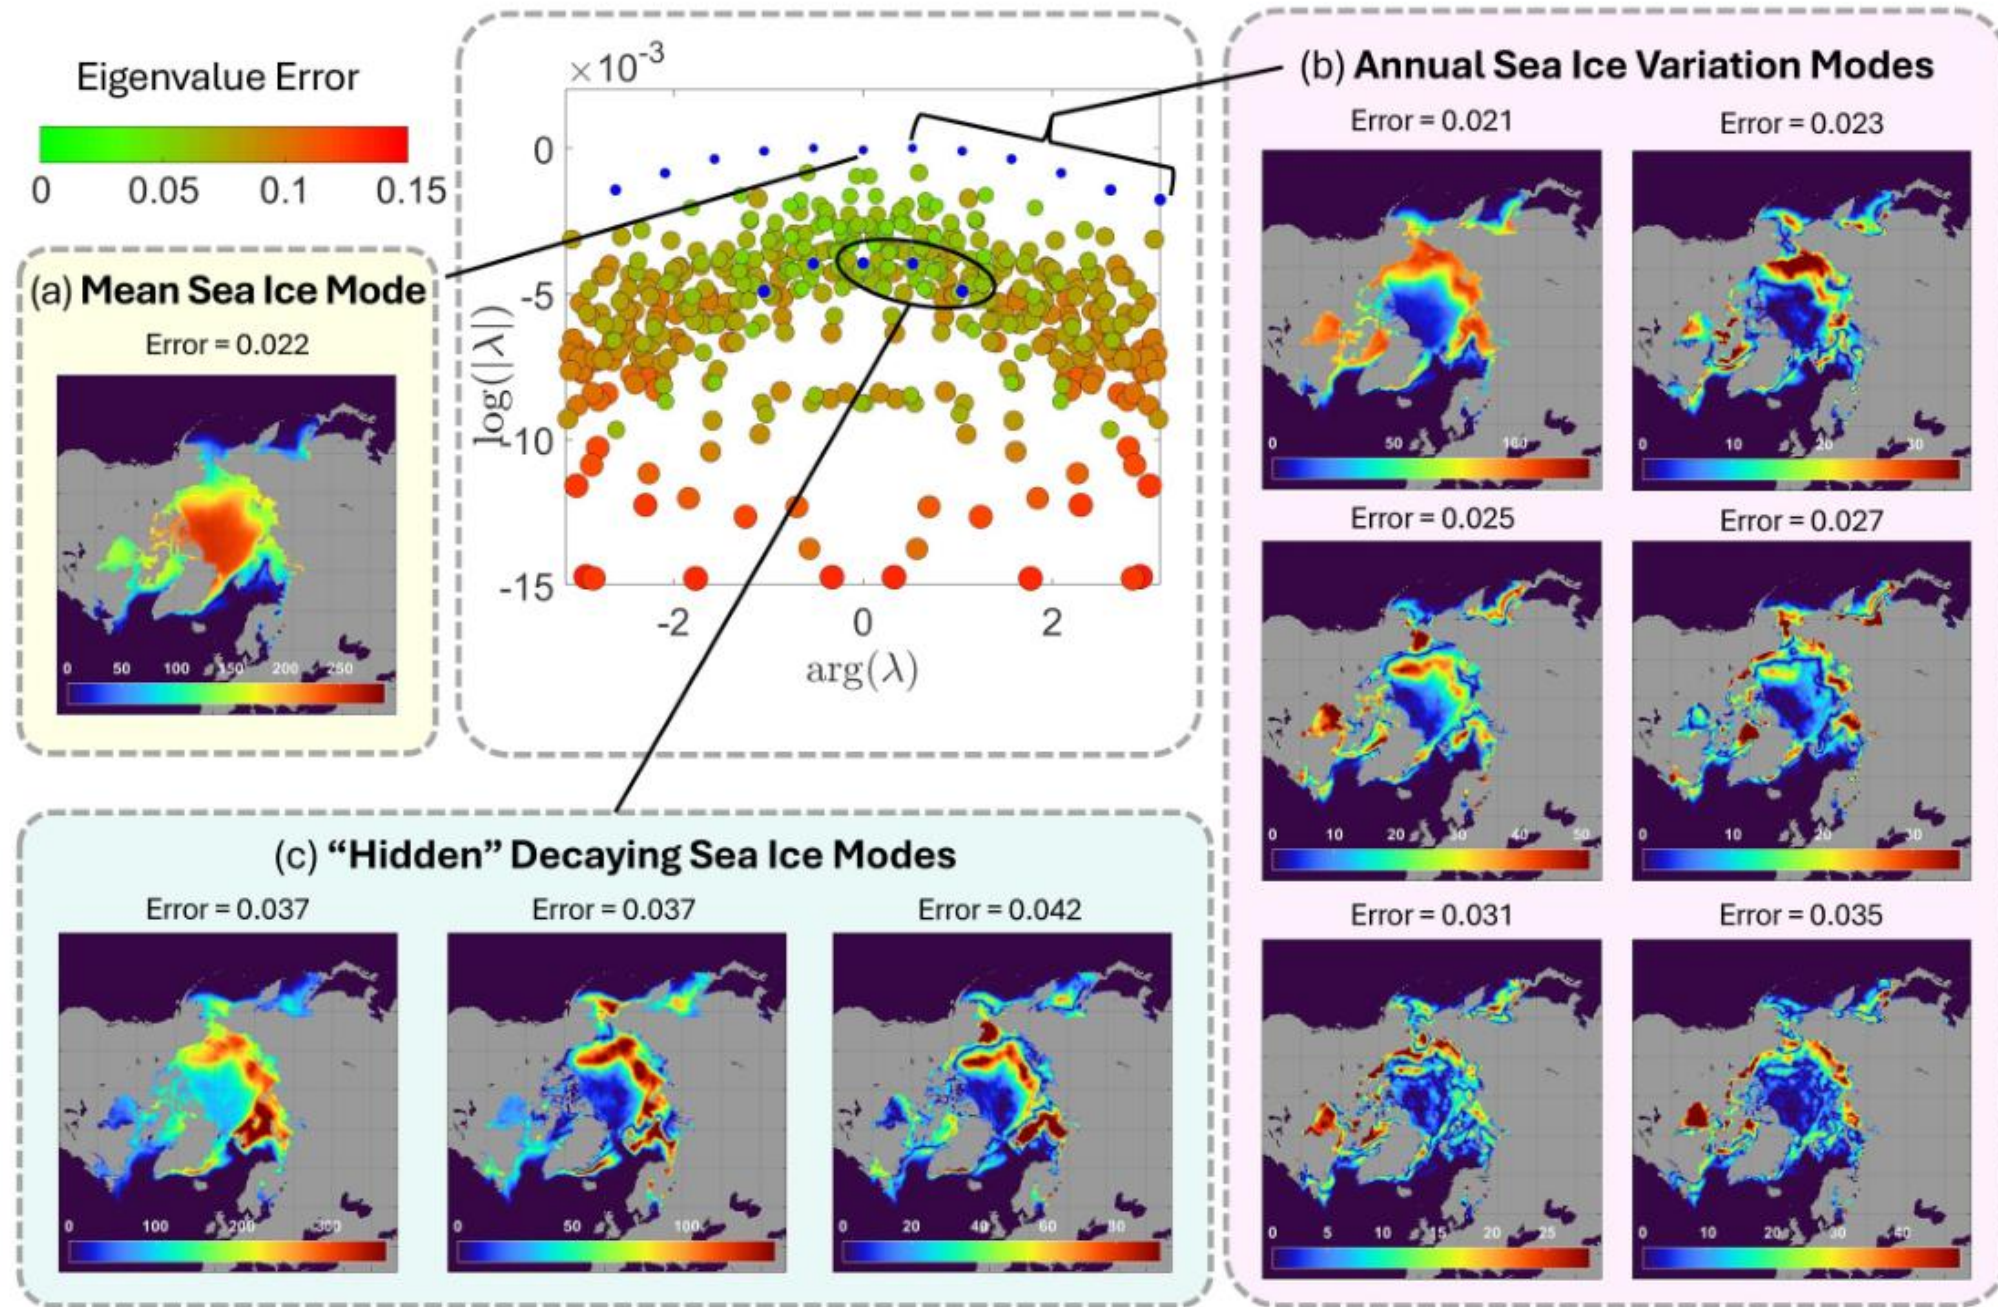 Eigenvalue Error
0 0.05 0.1 0.15
(a) Mean Sea Ice Mode
Error = 0.022
0 50 100 150 200 250
×10-3
0
-5
-10
-15
log(|λ|)
-2 0 2
arg(λ)
(b) Annual Sea Ice Variation Modes
Error = 0.021 Error = 0.023
0 50 100 0 10 20 30
Error = 0.025 Error = 0.027
0 10 20 30 40 50 0 10 20 30
Error = 0.031 Error = 0.035
0 5 10 15 20 25 0 10 20 30 40
(c) “Hidden” Decaying Sea Ice Modes
Error = 0.037 Error = 0.037 Error = 0.042
0 100 200 300 0 50 100 0 20 40 60 80